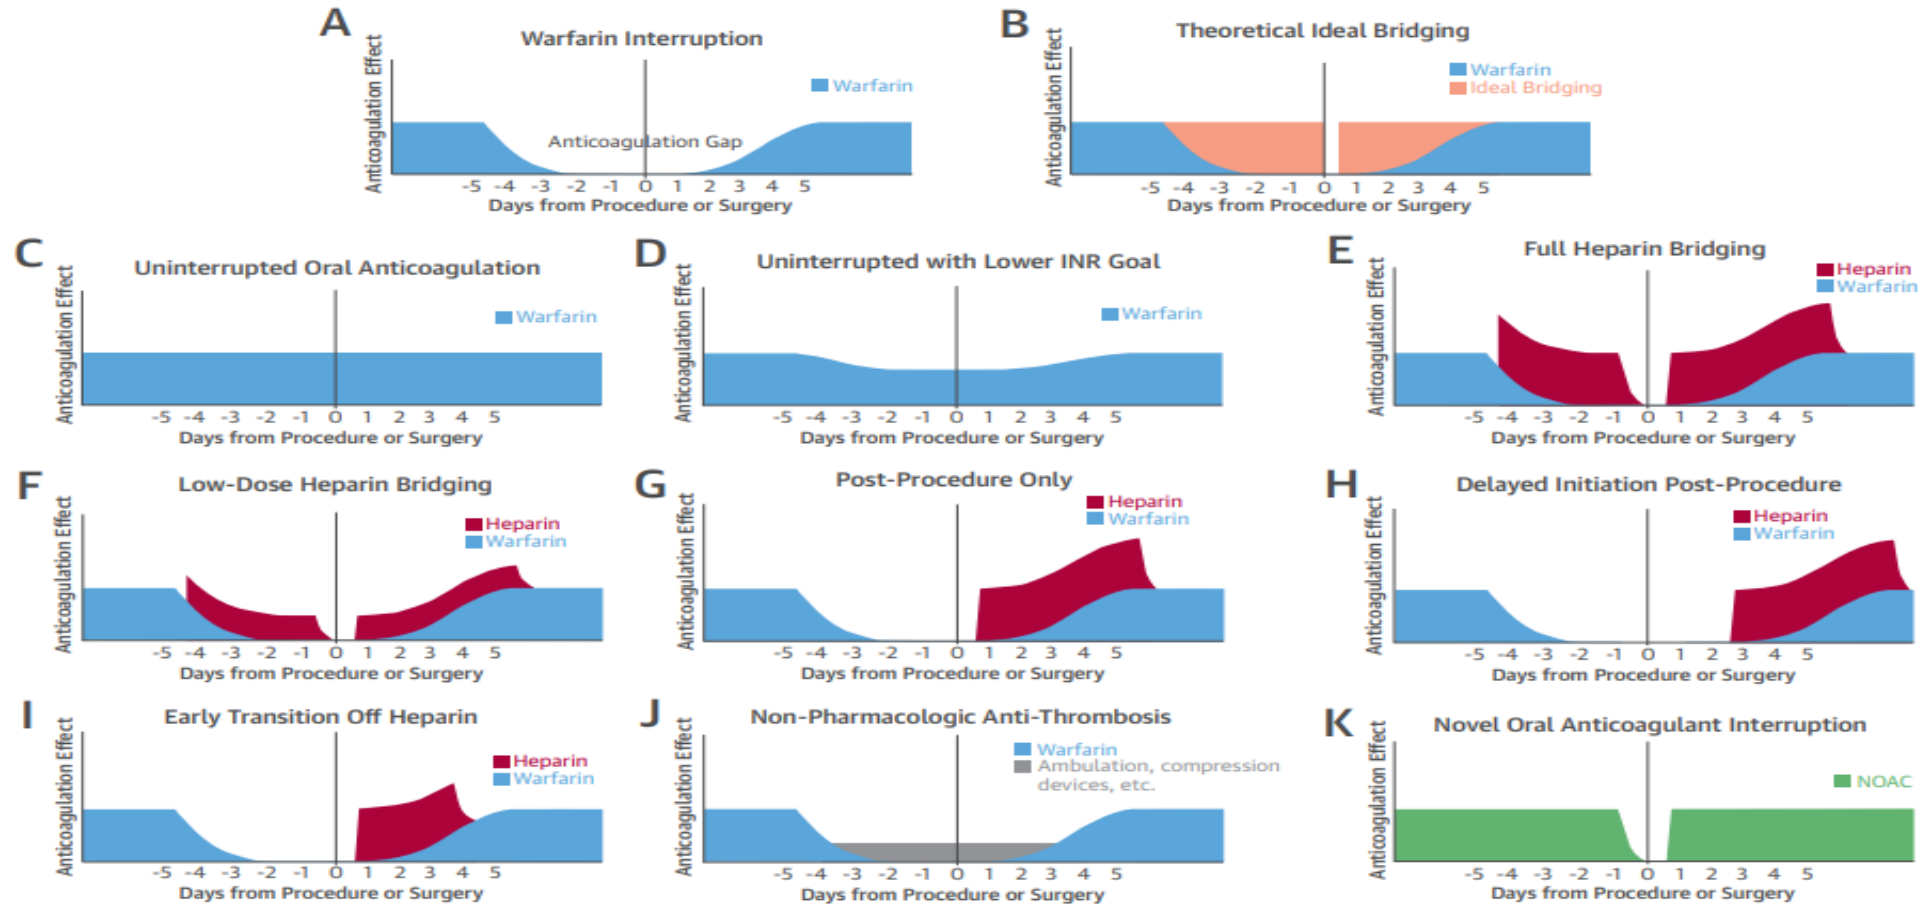 A
Warfarin Interruption
Anticoagulation Effect
Warfarin
Anticoagulation Gap
-5 -4 -3 -2 -1 0 1 2 3 4 5
Days from Procedure or Surgery
B
Theoretical Ideal Bridging
Anticoagulation Effect
Warfarin
Ideal Bridging
-5 -4 -3 -2 -1 0 1 2 3 4 5
Days from Procedure or Surgery
C
Uninterrupted Oral Anticoagulation
Anticoagulation Effect
Warfarin
-5 -4 -3 -2 -1 0 1 2 3 4 5
Days from Procedure or Surgery
D
Uninterrupted with Lower INR Goal
Anticoagulation Effect
Warfarin
-5 -4 -3 -2 -1 0 1 2 3 4 5
Days from Procedure or Surgery
E
Full Heparin Bridging
Anticoagulation Effect
Heparin
Warfarin
-5 -4 -3 -2 -1 0 1 2 3 4 5
Days from Procedure or Surgery
F
Low-Dose Heparin Bridging
Anticoagulation Effect
Heparin
Warfarin
-5 -4 -3 -2 -1 0 1 2 3 4 5
Days from Procedure or Surgery
G
Post-Procedure Only
Anticoagulation Effect
Heparin
Warfarin
-5 -4 -3 -2 -1 0 1 2 3 4 5
Days from Procedure or Surgery
H
Delayed Initiation Post-Procedure
Anticoagulation Effect
Heparin
Warfarin
-5 -4 -3 -2 -1 0 1 2 3 4 5
Days from Procedure or Surgery
I
Early Transition Off Heparin
Anticoagulation Effect
Heparin
Warfarin
-5 -4 -3 -2 -1 0 1 2 3 4 5
Days from Procedure or Surgery
J
Non-Pharmacologic Anti-Thrombosis
Anticoagulation Effect
Warfarin
Ambulation, compression
devices, etc.
-5 -4 -3 -2 -1 0 1 2 3 4 5
Days from Procedure or Surgery
K
Novel Oral Anticoagulant Interruption
Anticoagulation Effect
NOAC
-5 -4 -3 -2 -1 0 1 2 3 4 5
Days from Procedure or Surgery